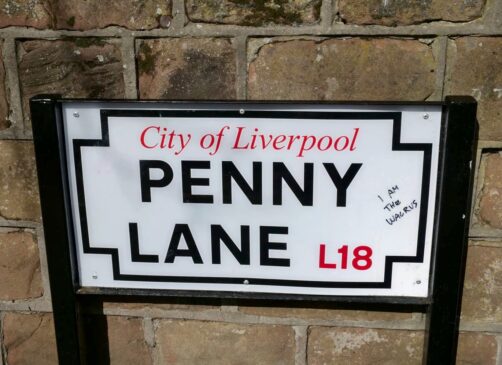 City of Liverpool
PENNY
LANE L18
I AM
THE
WALRUS